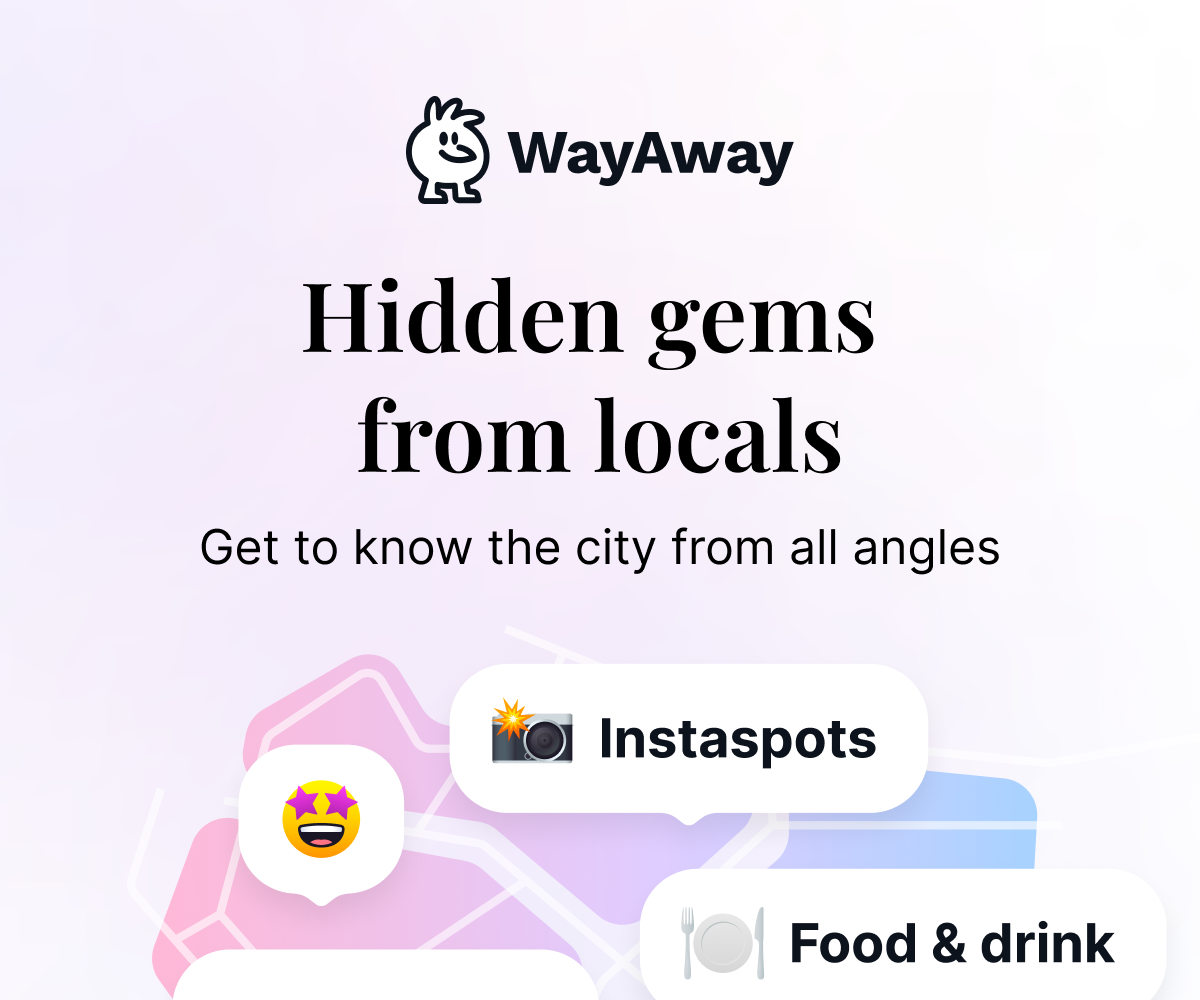 WayAway
Hidden gems
from locals
Get to know the city from all angles
Instaspots
Food & drink